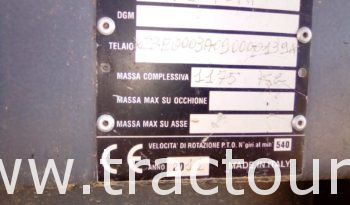 DGM
TELAIO
MASSA COMPLESSIVA 1175 KG
MASSA MAX SU OCCHIONE
MASSA MAX SU ASSE
VELOCITA' DI ROTAZIONE P.T.O. N° giri al min 540
CE ANNO MADE IN ITALY
www.tractour